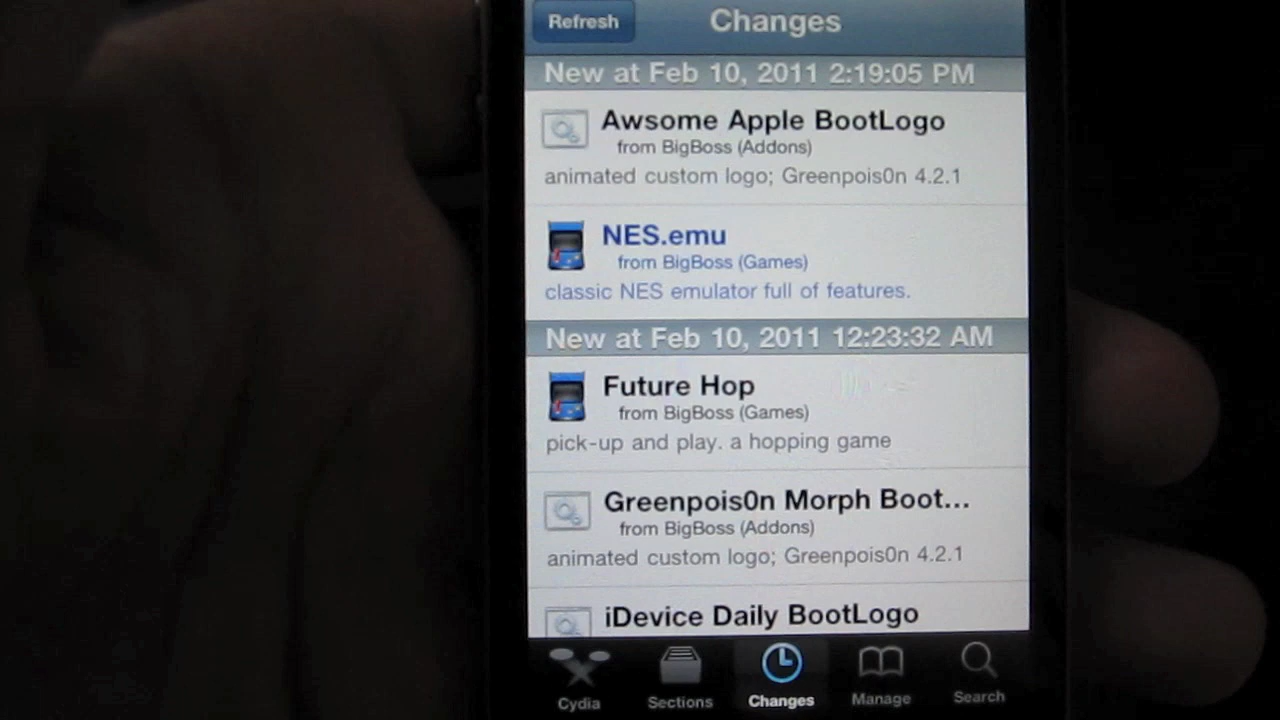 Refresh
Changes
New at Feb 10, 2011 2:19:05 PM
Awsome Apple BootLogo
from BigBoss (Addons)
animated custom logo; Greenpois0n 4.2.1
NES.emu
from BigBoss (Games)
classic NES emulator full of features.
New at Feb 10, 2011 12:23:32 AM
Future Hop
from BigBoss (Games)
pick-up and play. a hopping game
Greenpois0n Morph Boot...
from BigBoss (Addons)
animated custom logo; Greenpois0n 4.2.1
iDevice Daily BootLogo
Cydia Sections Changes Manage Search